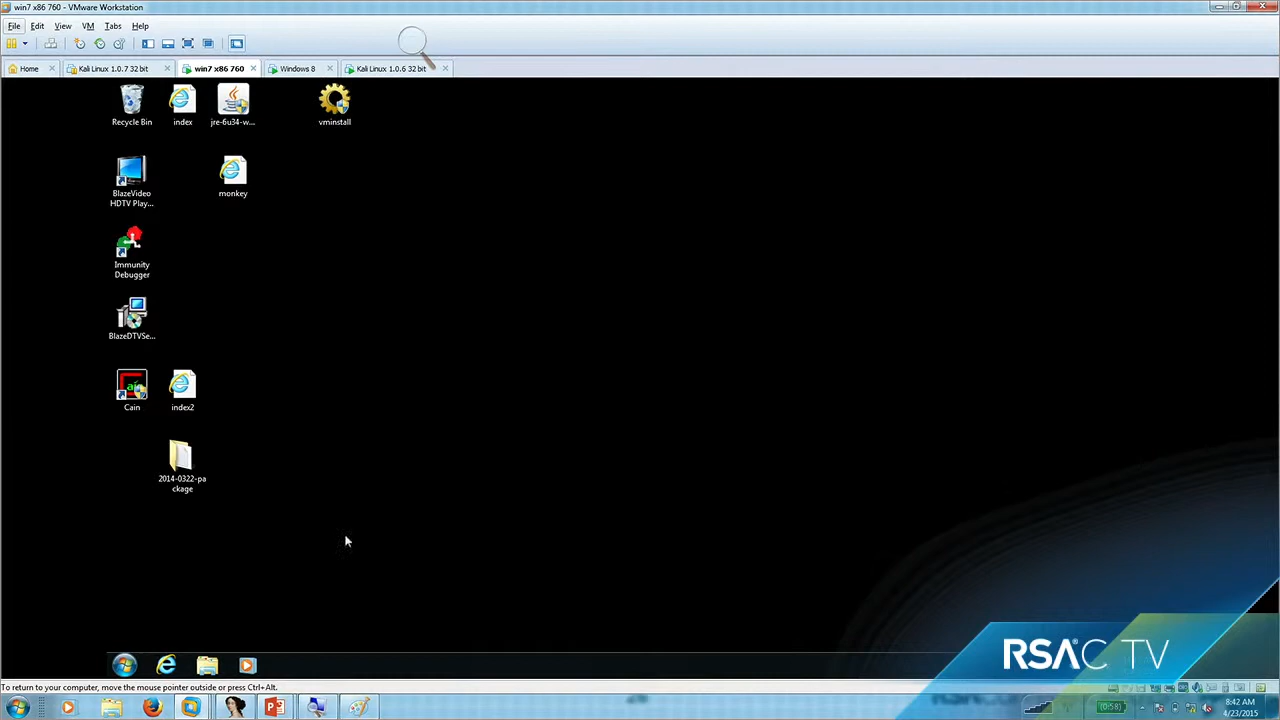 win7 x86 760 - VMware Workstation
File Edit View VM Tabs Help
Home
Kali Linux 1.0.7 32 bit
win7 x86 760
Windows 8
Kali Linux 1.0.6 32 bit
Recycle Bin
index
jre-6u34-w...
vminstall
BlazeVideo
HDTV Play...
monkey
Immunity
Debugger
BlazeDTVSe...
Cain
index2
2014-0322-pa
ckage
RSAC TV
To return to your computer, move the mouse pointer outside or press Ctrl+Alt.
(0:58)
8:42 AM
4/23/2015